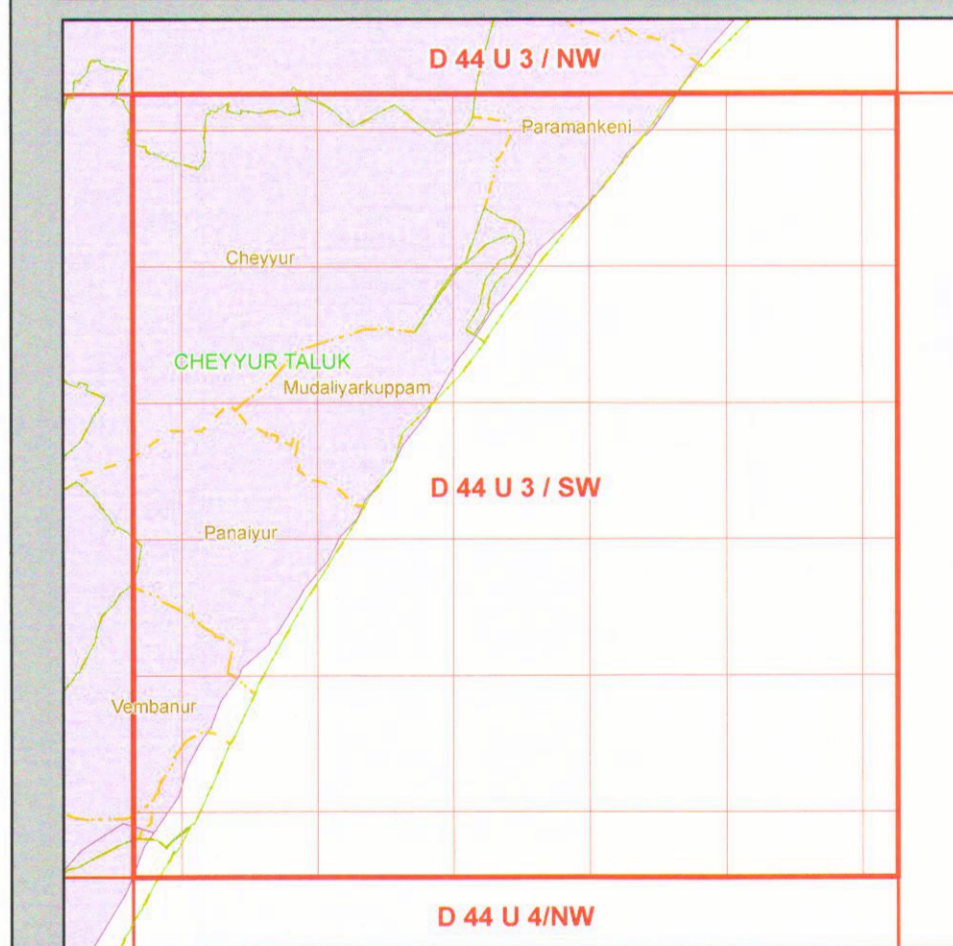 D 44 U 3 / NW
Paramankeni
Cheyyur
CHEYYUR TALUK
Mudaliyarkuppam
D 44 U 3 / SW
Panaiyur
Vembanur
D 44 U 4/NW